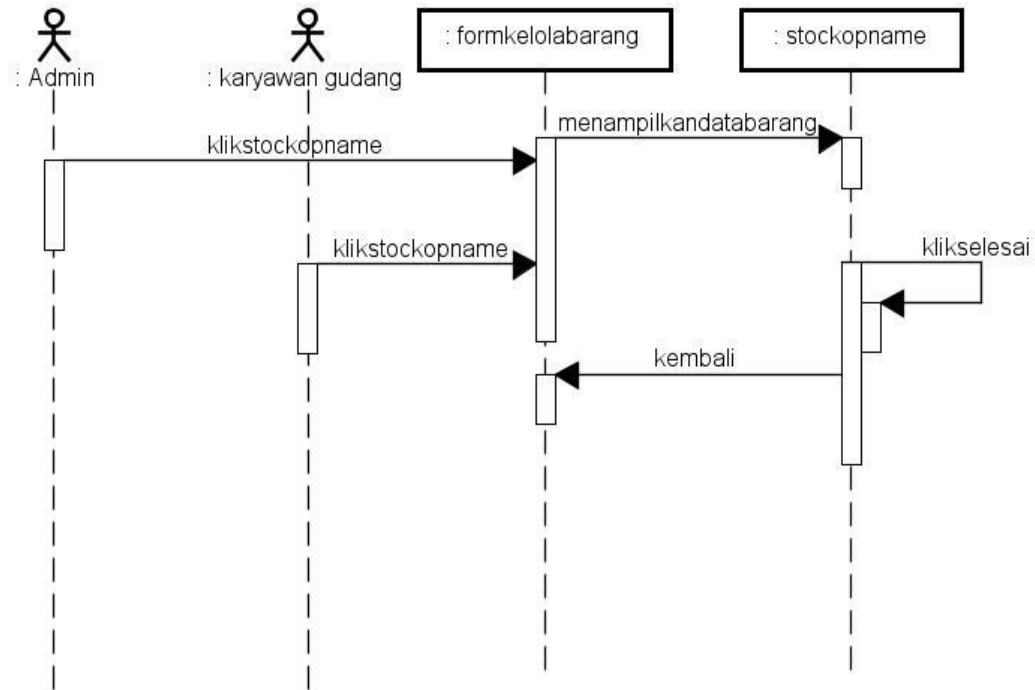 : Admin
: karyawan gudang
: formkelolabarang
: stockopname
menampilkandatabarang
klikstockopname
klikstockopname
klikselesai
kembali